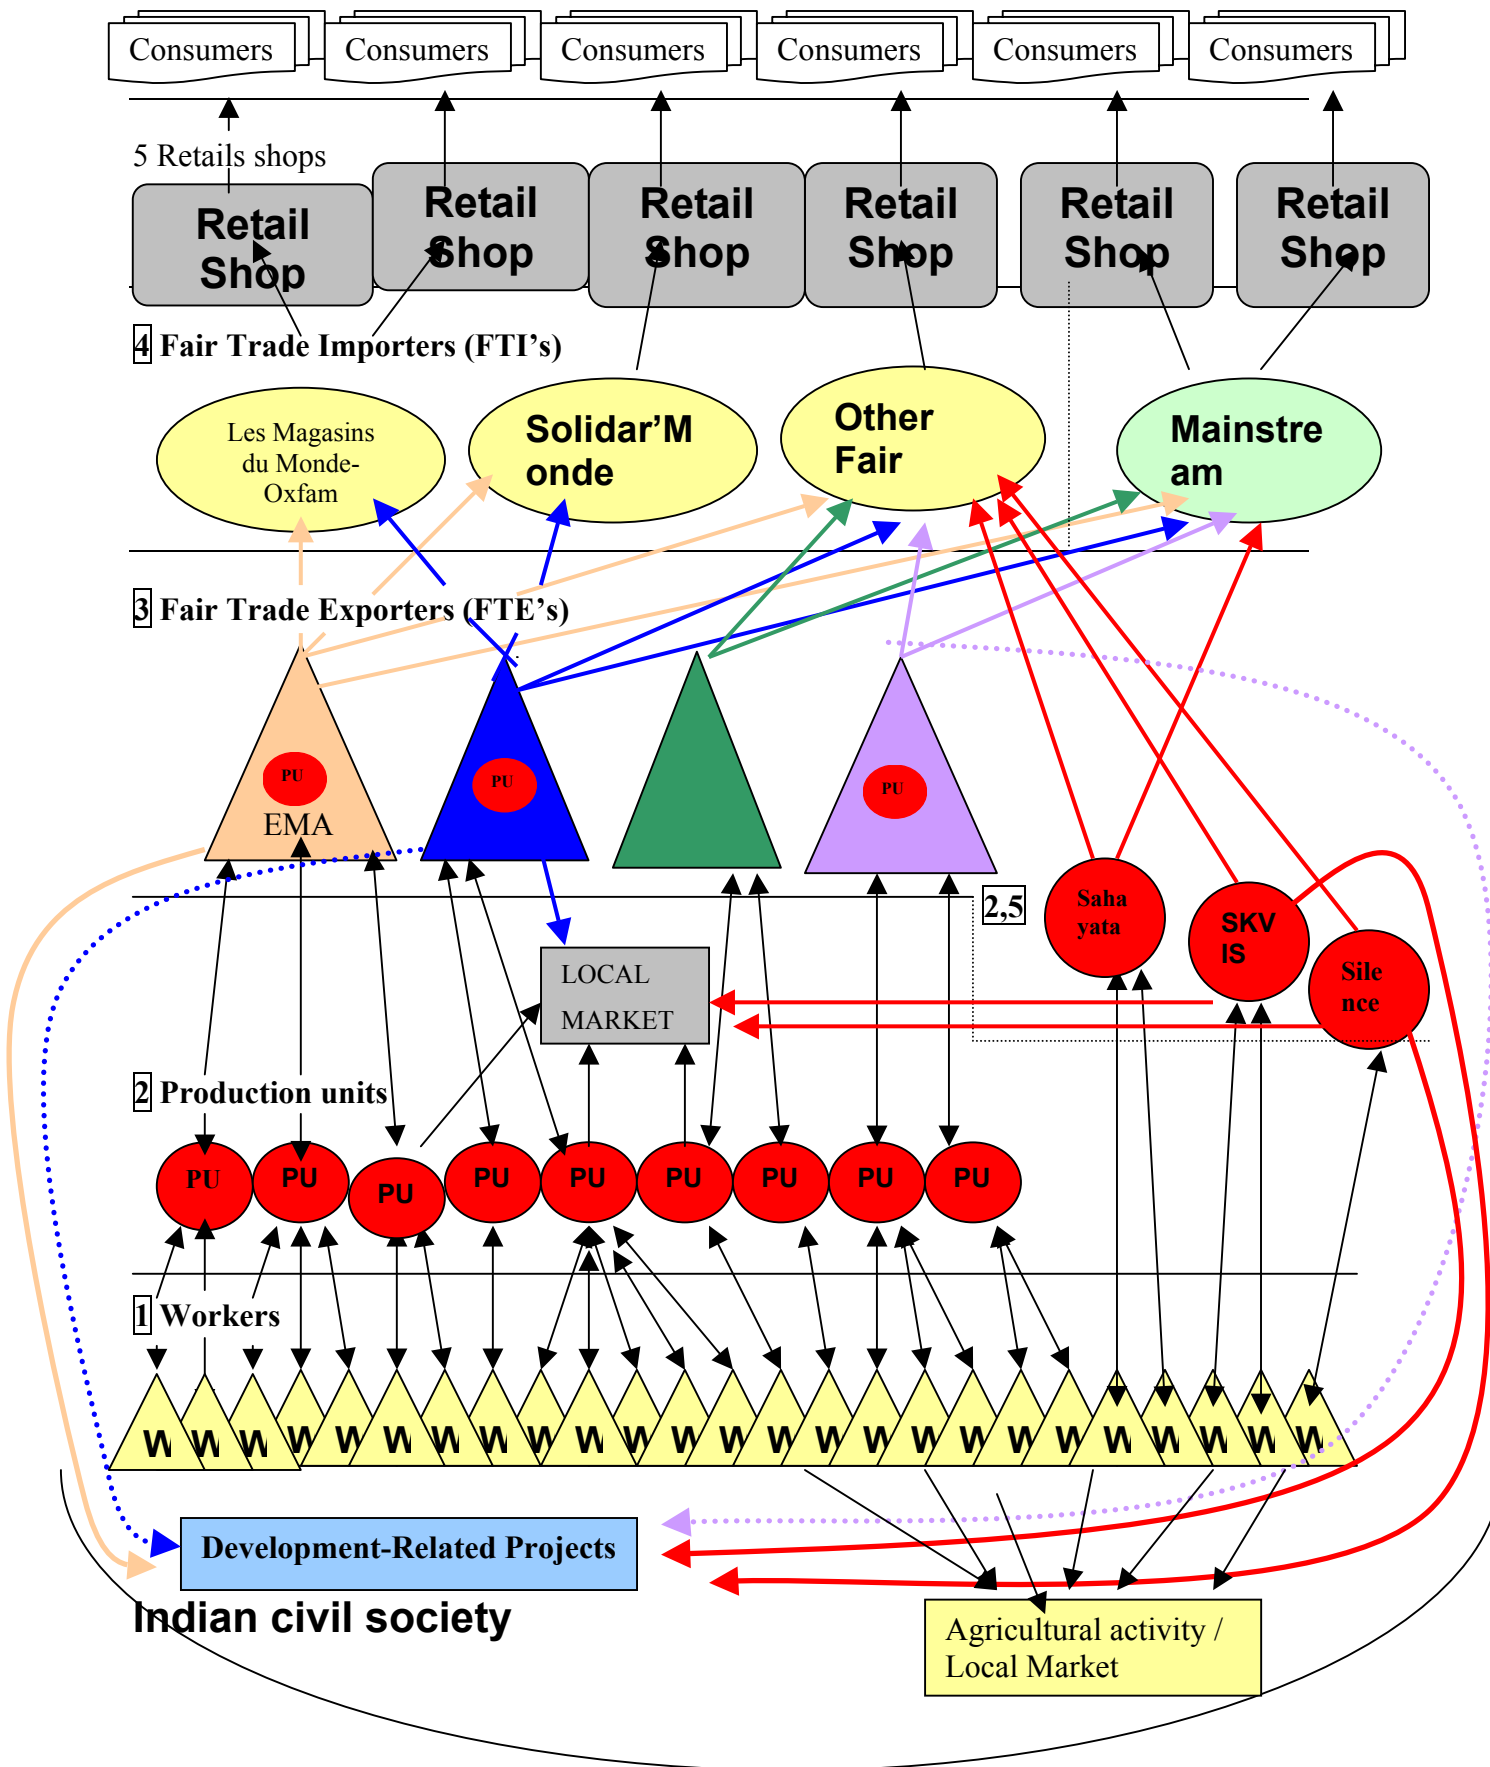 Consumers Consumers Consumers Consumers Consumers Consumers
5 Retails shops
Retail Retail Retail Retail Retail Retail
Shop Shop Shop Shop Shop Shop
4 Fair Trade Importers (FTI's)
Les Magasins
du Monde-
Oxfam
Solidar'M
onde
Other
Fair
Mainstre
am
3 Fair Trade Exporters (FTE's)
PU
EMA
PU
PU
2,5
Saha
yata
SKV
IS
Sile
nce
LOCAL
MARKET
2 Production units
PU PU PU PU PU PU PU PU PU
1 Workers
W W W W W W W W W W W W W W W W W W W W W W W W W
Development-Related Projects
Indian civil society
Agricultural activity /
Local Market